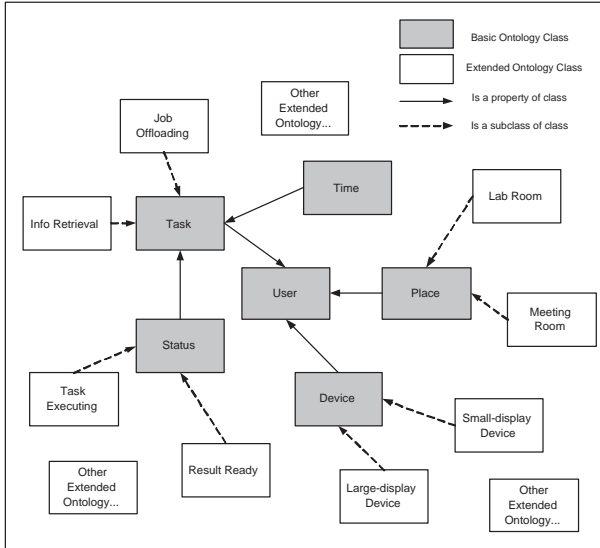 Basic Ontology Class
Extended Ontology Class
Is a property of class
Is a subclass of class
Other
Extended
Ontology...
Job
Offloading
Time
Lab Room
Info Retrieval
Task
User
Place
Meeting
Room
Status
Task
Executing
Device
Small-display
Device
Result Ready
Large-display
Device
Other
Extended
Ontology...
Other
Extended
Ontology...